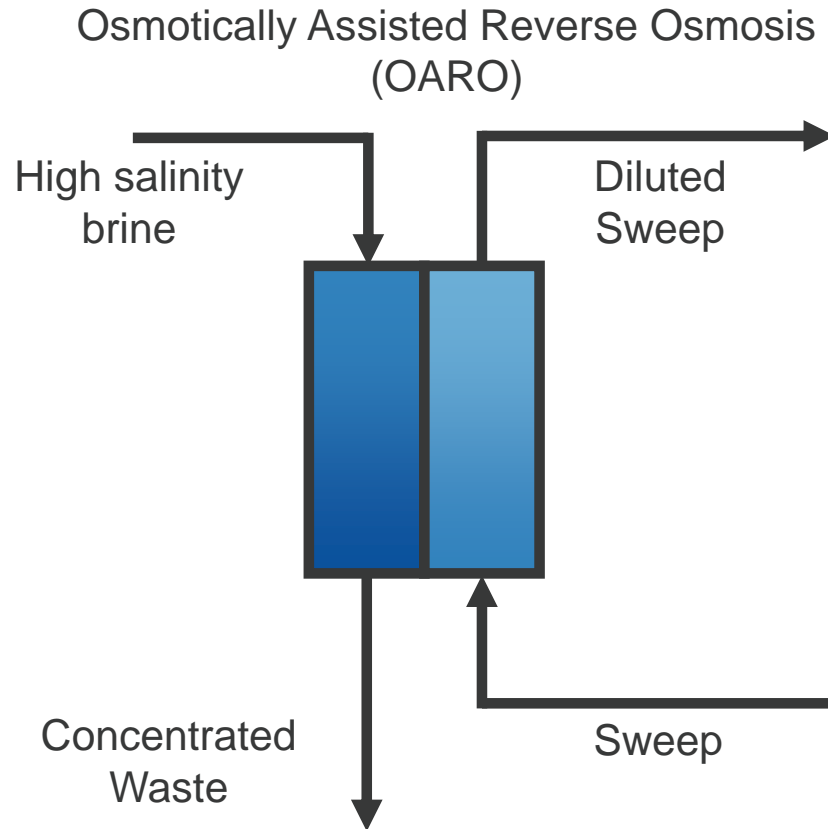 Osmotically Assisted Reverse Osmosis
(OARO)
High salinity
brine
Diluted
Sweep
Concentrated
Waste
Sweep